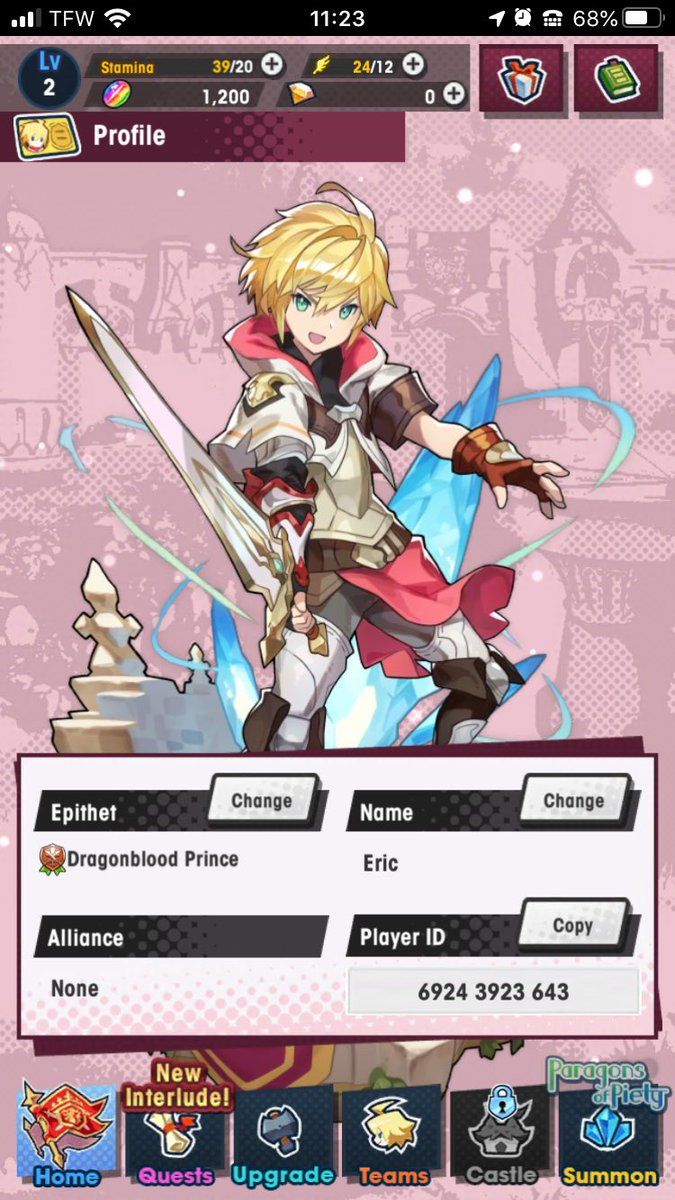 TFW 11:23 68%
Lv
2
Stamina 39/20 24/12
1,200 0
Profile
Epithet Change
Name Change
Dragonblood Prince
Eric
Alliance
Player ID Copy
None
6924 3923 643
New
Interlude!
Paragons
of Piety
Home Quests Upgrade Teams Castle Summon